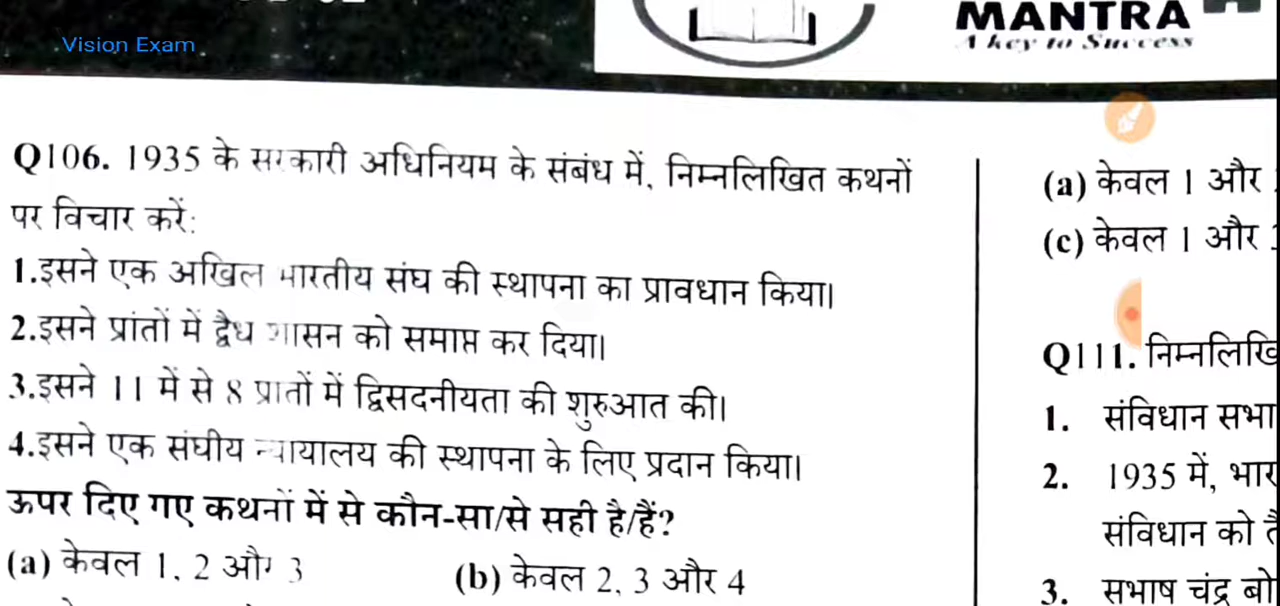 Vision Exam
MANTRA
A key to Success
Q106. 1935 के सरकारी अधिनियम के संबंध में, निम्नलिखित कथनों
पर विचार करें:
1.इसने एक अखिल भारतीय संघ की स्थापना का प्रावधान किया।
2.इसने प्रांतों में द्वैध शासन को समाप्त कर दिया।
3.इसने 11 में से 8 प्रातों में द्विसदनीयता की शुरुआत की।
4.इसने एक संघीय न्यायालय की स्थापना के लिए प्रदान किया।
ऊपर दिए गए कथनों में से कौन-सा/से सही है/हैं?
(a) केवल 1, 2 और 3
(b) केवल 2, 3 और 4
(a) केवल 1 और
(c) केवल 1 और
Q111.
1. संविधान सभा
2. 1935 में,
संविधान को
3. सभाष चंद्र